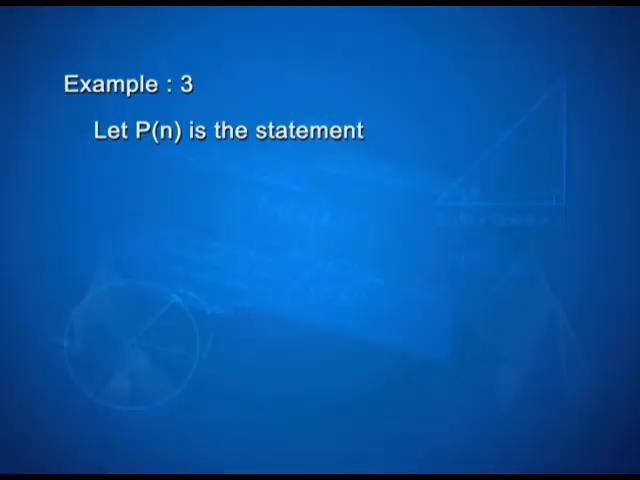 Example : 3
Let P(n) is the statement